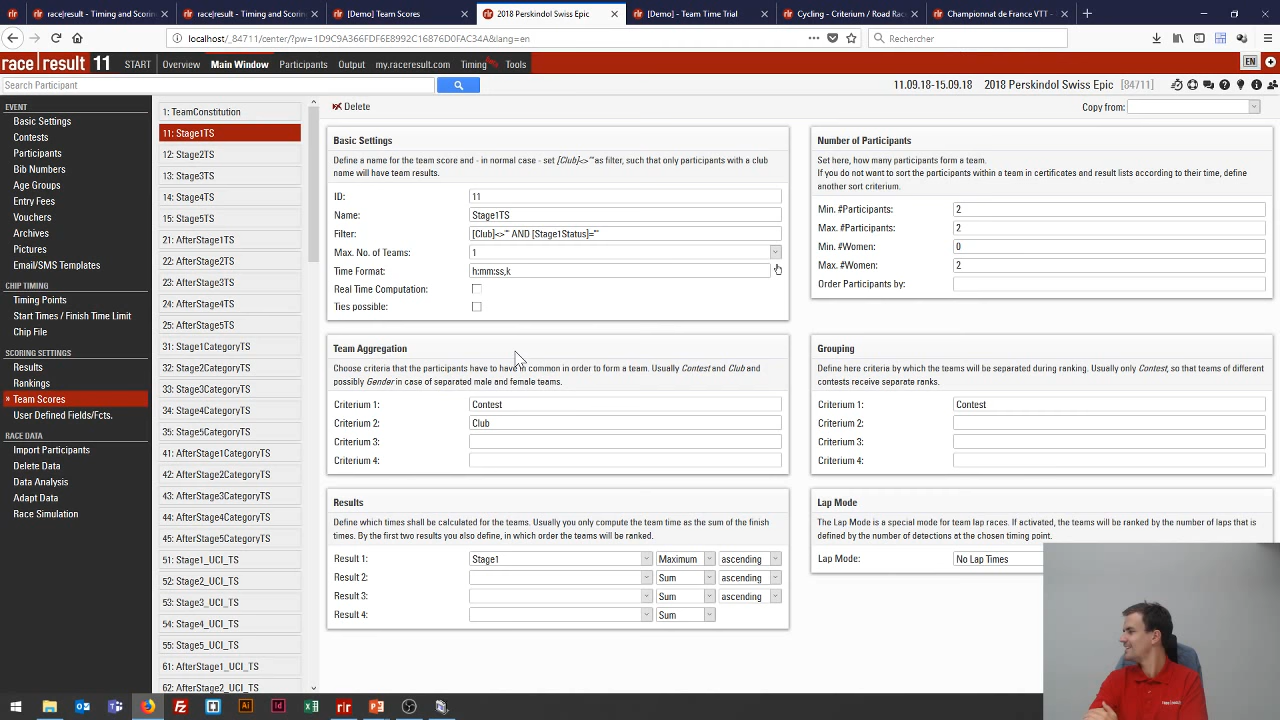 race|result - Timing and Scoring
race|result - Timing and Scorin
[Demo] Team Scores
2018 Perskindol Swiss Epic
[Demo] - Team Time Trial
Cycling - Criterium / Road Rac
Championnat de France VTT -
localhost/_84711/center/?pw=1D9C9A366FDF6E8992C16876D0FAC34A&lang=en
Rechercher
race|result 11
START
Overview
Main Window
Participants
Output
my.raceresult.com
Timing
Tools
EN
Search Participant
11.09.18-15.09.18
2018 Perskindol Swiss Epic
[84711]
EVENT
Basic Settings
Contests
Participants
Bib Numbers
Age Groups
Entry Fees
Vouchers
Archives
Pictures
Email/SMS Templates
CHIP TIMING
Timing Points
Start Times / Finish Time Limit
Chip File
SCORING SETTINGS
Results
Rankings
» Team Scores
User Defined Fields/Fcts.
RACE DATA
Import Participants
Delete Data
Data Analysis
Adapt Data
Race Simulation
1: TeamConstitution
11: Stage1TS
12: Stage2TS
13: Stage3TS
14: Stage4TS
15: Stage5TS
21: AfterStage1TS
22: AfterStage2TS
23: AfterStage3TS
24: AfterStage4TS
25: AfterStage5TS
31: Stage1CategoryTS
32: Stage2CategoryTS
33: Stage3CategoryTS
34: Stage4CategoryTS
35: Stage5CategoryTS
41: AfterStage1CategoryTS
42: AfterStage2CategoryTS
43: AfterStage3CategoryTS
44: AfterStage4CategoryTS
45: AfterStage5CategoryTS
51: Stage1_UCI_TS
52: Stage2_UCI_TS
53: Stage3_UCI_TS
54: Stage4_UCI_TS
55: Stage5_UCI_TS
61: AfterStage1_UCI_TS
62: AfterStage2_UCI_TS
Delete
Copy from:
Basic Settings
Define a name for the team score and - in normal case - set [Club]<>"" as filter, such that only participants with a club
name will have team results.
ID: 11
Name: Stage1TS
Filter: [Club]<>"" AND [Stage1Status]=""
Max. No. of Teams: 1
Time Format: h:mm:ss,k
Real Time Computation:
Ties possible:
Number of Participants
Set here, how many participants form a team.
If you do not want to sort the participants within a team in certificates and result lists according to their time, define
another sort criterium.
Min. #Participants: 2
Max. #Participants: 2
Min. #Women: 0
Max. #Women: 2
Order Participants by:
Team Aggregation
Choose criteria that the participants have to have in common in order to form a team. Usually Contest and Club and
possibly Gender in case of separated male and female teams.
Criterium 1: Contest
Criterium 2: Club
Criterium 3:
Criterium 4:
Grouping
Define here criteria by which the teams will be separated during ranking. Usually only Contest, so that teams of different
contests receive separate ranks.
Criterium 1: Contest
Criterium 2:
Criterium 3:
Criterium 4:
Results
Define which times shall be calculated for the teams. Usually you only compute the team time as the sum of the finish
times. By the first two results you also define, in which order the teams will be ranked.
Result 1: Stage1 Maximum ascending
Result 2: Sum ascending
Result 3: Sum ascending
Result 4: Sum
Lap Mode
The Lap Mode is a special mode for team lap races. If activated, the teams will be ranked by the number of laps that is
defined by the number of detections at the chosen timing point.
Lap Mode: No Lap Times